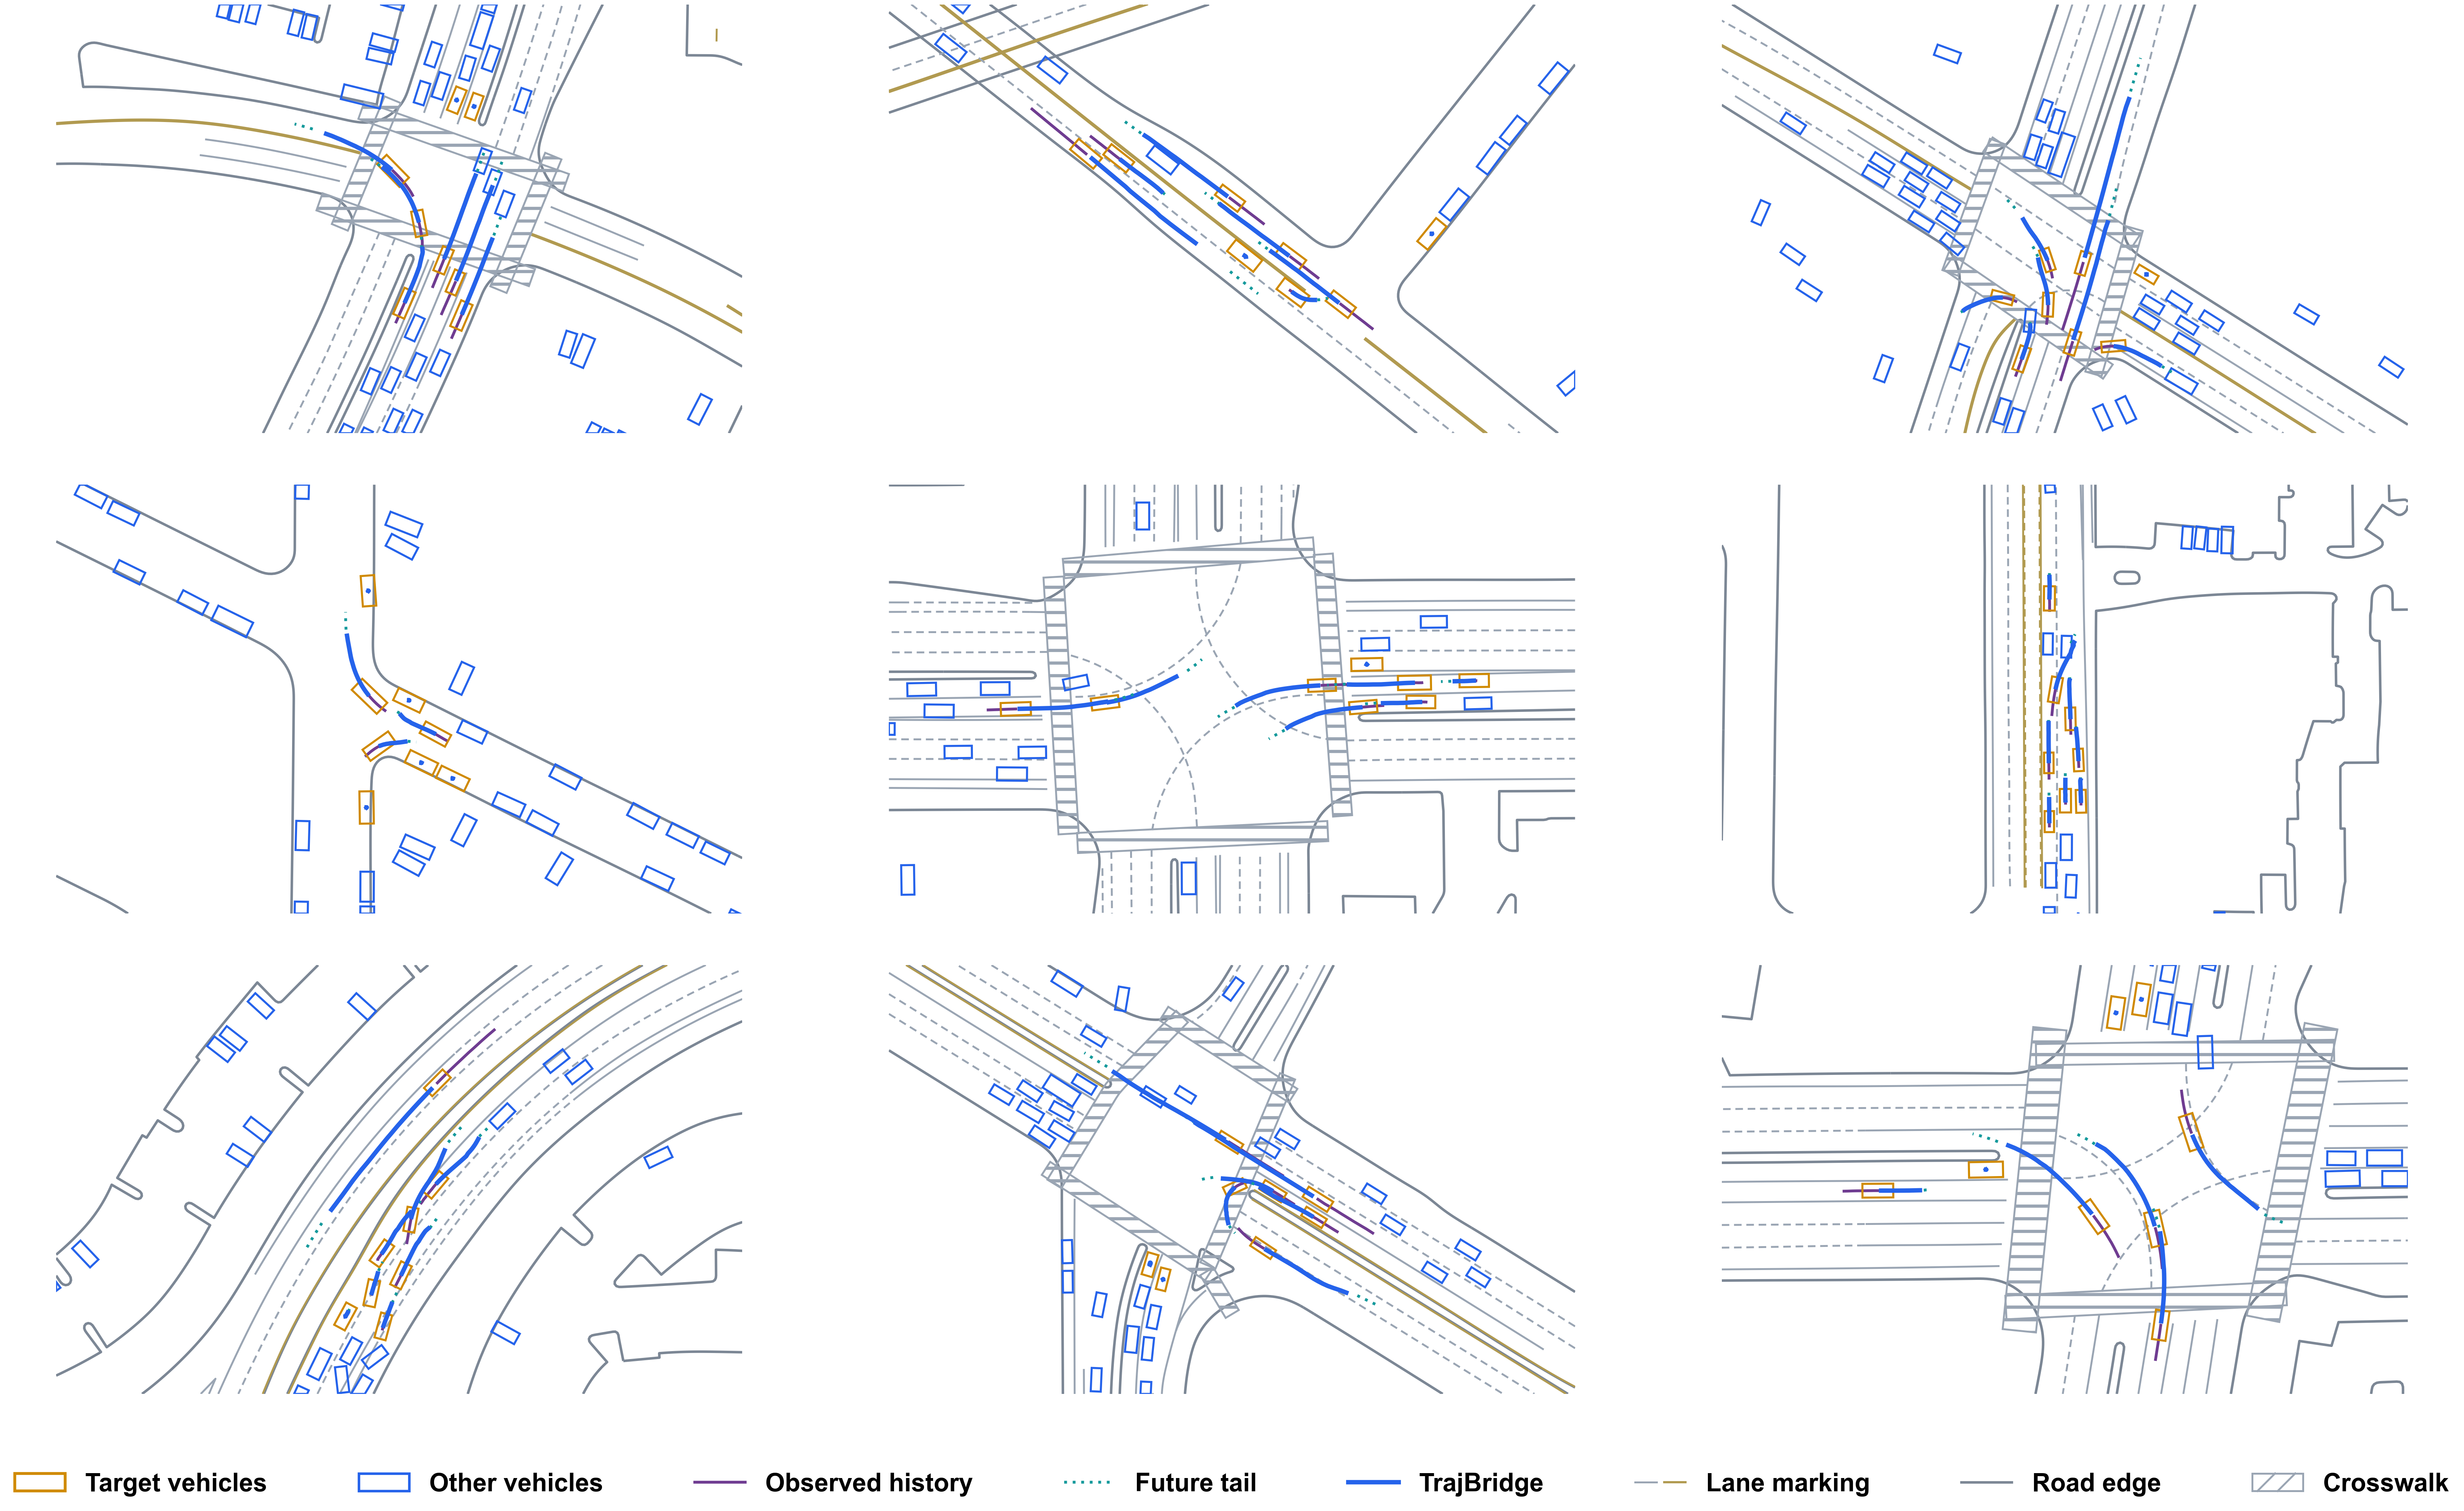 Target vehicles Other vehicles Observed history Future tail TrajBridge Lane marking Road edge Crosswalk